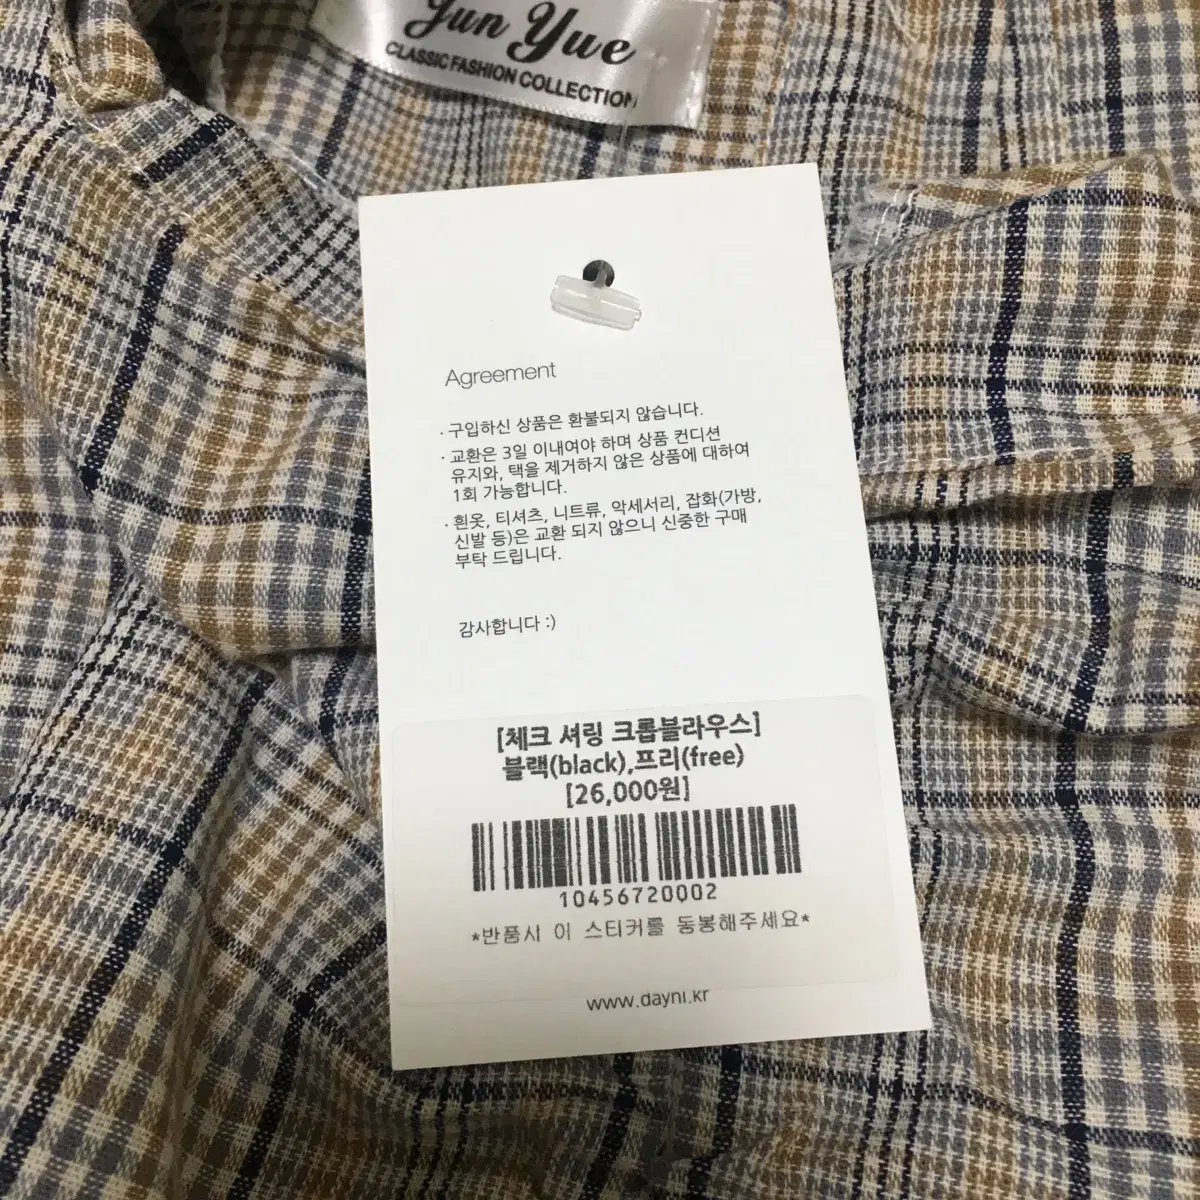 Jun Yue
CLASSIC FASHION COLLECTION
Agreement
· 구입하신 상품은 환불되지 않습니다.
· 교환은 3일 이내여야 하며 상품 컨디션
유지와, 택을 제거하지 않은 상품에 대하여
1회 가능합니다.
· 흰옷, 티셔츠, 니트류, 악세서리, 잡화(가방,
신발 등)은 교환 되지 않으니 신중한 구매
부탁 드립니다.
감사합니다 :)
[체크 셔링 크롭블라우스]
블랙(black),프리(free)
[26,000원]
10456720002
*반품시 이 스티커를 동봉해주세요*
www.dayni.kr